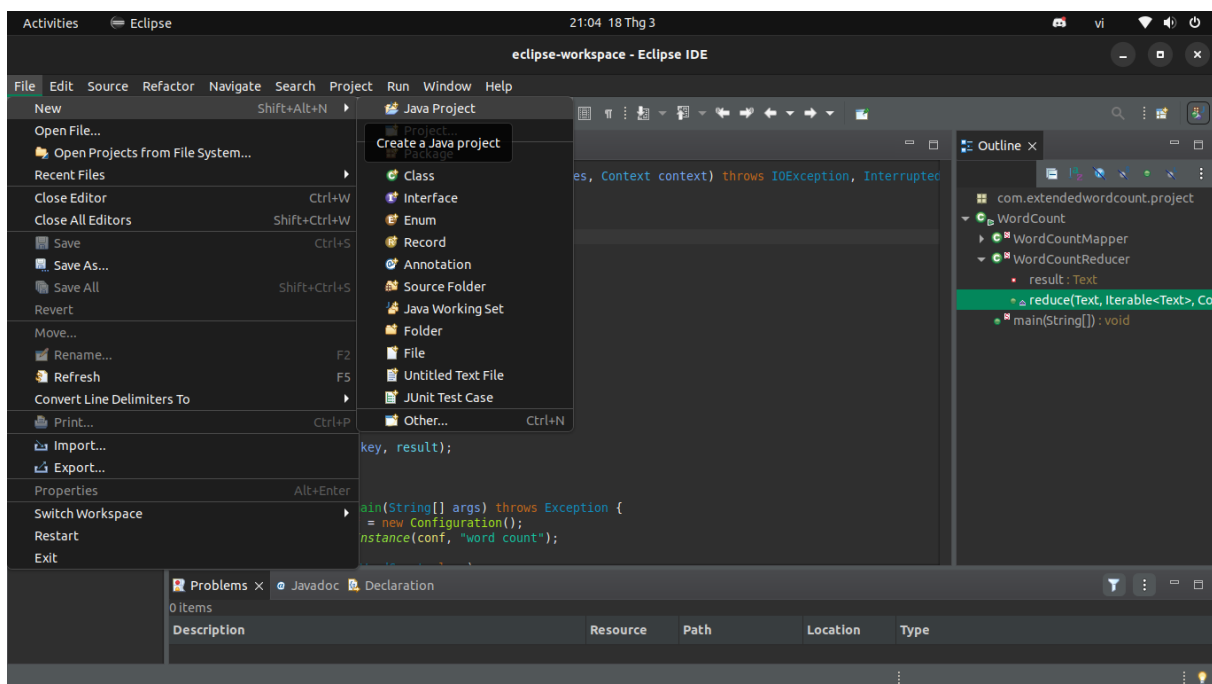 Activities Eclipse 21:04 18 Thg 3 vi
eclipse-workspace - Eclipse IDE
File Edit Source Refactor Navigate Search Project Run Window Help
New Shift+Alt+N
Open File...
Open Projects from File System...
Recent Files
Close Editor Ctrl+W
Close All Editors Shift+Ctrl+W
Save Ctrl+S
Save As...
Save All Shift+Ctrl+S
Revert
Move...
Rename... F2
Refresh F5
Convert Line Delimiters To
Print... Ctrl+P
Import...
Export...
Properties Alt+Enter
Switch Workspace
Restart
Exit
Java Project
Project...
Create a Java project
Package
Class
Interface
Enum
Record
Annotation
Source Folder
Java Working Set
Folder
File
Untitled Text File
JUnit Test Case
Other... Ctrl+N
es, Context context) throws IOException, Interrupted
key, result);
ain(String[] args) throws Exception {
= new Configuration();
nstance(conf, "word count");
Outline
com.extendedwordcount.project
WordCount
WordCountMapper
WordCountReducer
result : Text
reduce(Text, Iterable<Text>, Co
main(String[]) : void
Problems Javadoc Declaration
0 items
Description Resource Path Location Type